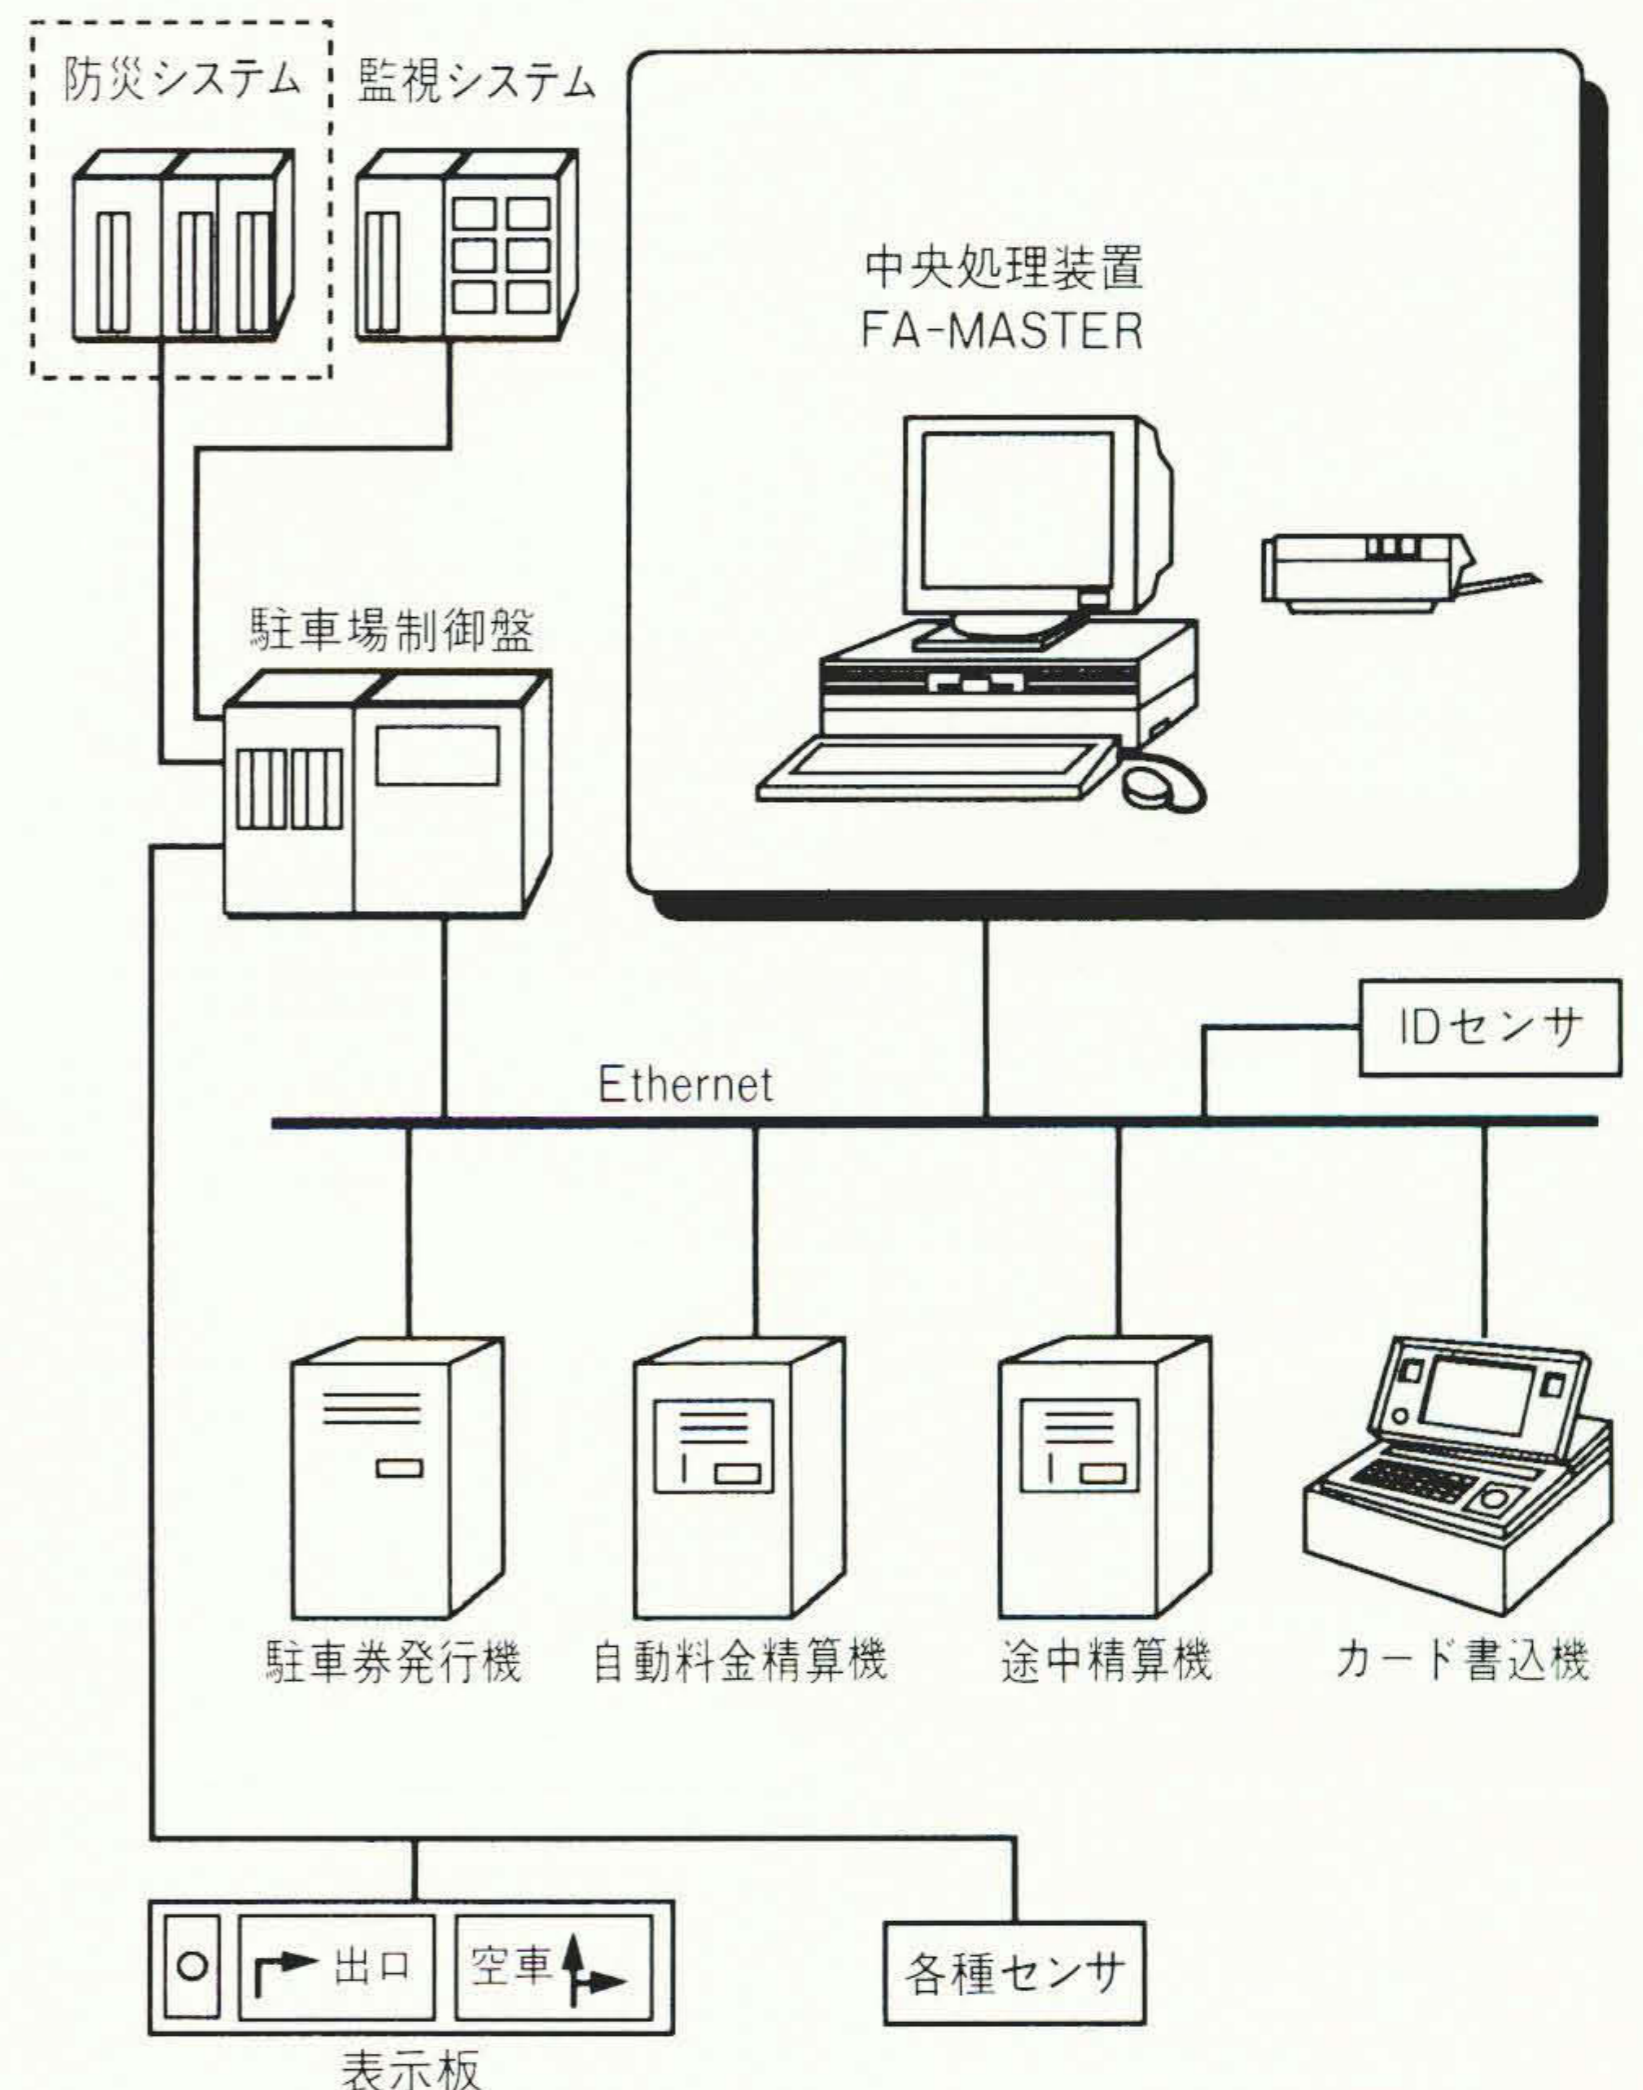 防災システム
監視システム
中央処理装置
FA-MASTER
駐車場制御盤
IDセンサ
Ethernet
駐車券発行機
自動料金精算機
途中精算機
カード書込機
出口
空車
各種センサ
表示板